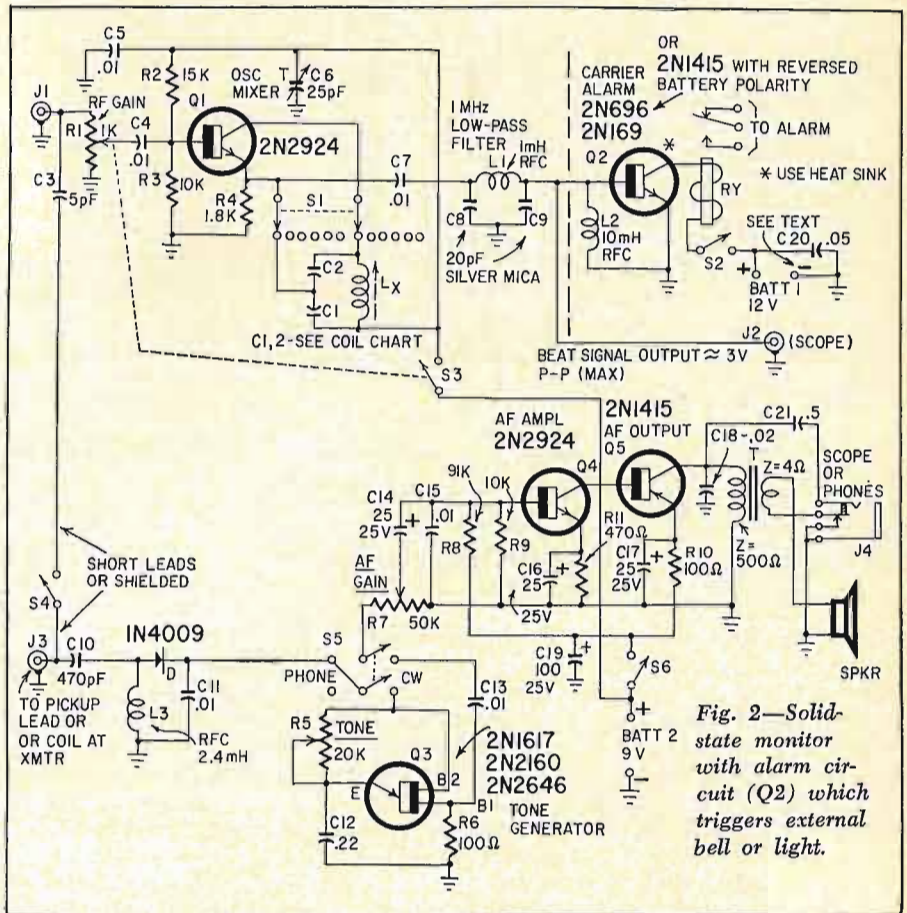 C5
.01
R2
15K
OSC
MIXER
T
C6
25pF
J1
RF GAIN
R1
1K
C4
.01
Q1
2N2924
R3
10K
C3
5pF
R4
1.8K
S1
C7
.01
1 MHz
LOW-PASS
FILTER
L1
1mH
RFC
C8
C9
20pF
SILVER MICA
C2
C1
LX
C1,2-SEE COIL CHART
S3
OR
2N1415 WITH REVERSED
BATTERY POLARITY
CARRIER
ALARM
2N696
2N169
Q2
*
TO ALARM
RY
* USE HEAT SINK
L2
10mH
RFC
S2
SEE TEXT
C20
.05
+
-
BATT 1
12 V
J2
(SCOPE)
BEAT SIGNAL OUTPUT ≈ 3V
P-P (MAX)
AF AMPL
2N2924
2N1415
AF OUTPUT
Q4
Q5
C21
.5
C18-.02
T
Z=4Ω
SCOPE
OR
PHONES
J4
C14
25
25V
+
C15
.01
91K
10K
R8
R9
R11
470Ω
C16
25
+
25V
C17
25
25V
+
R10
100Ω
Z=
500Ω
AF
GAIN
R7
50K
C19
100
25V
+
S6
+
BATT 2
9 V
-
SPKR
SHORT LEADS
OR SHIELDED
S4
J3
C10
470pF
1N4009
D
C11
.01
L3
RFC
2.4mH
TO PICKUP
LEAD OR
OR COIL AT
XMTR
S5
PHONE
CW
C13
.01
R5
TONE
20K
Q3
E
B2
B1
2N1617
2N2160
2N2646
TONE
GENERATOR
C12
.22
R6
100Ω
Fig. 2—Solid-
state monitor
with alarm cir-
cuit (Q2) which
triggers external
bell or light.